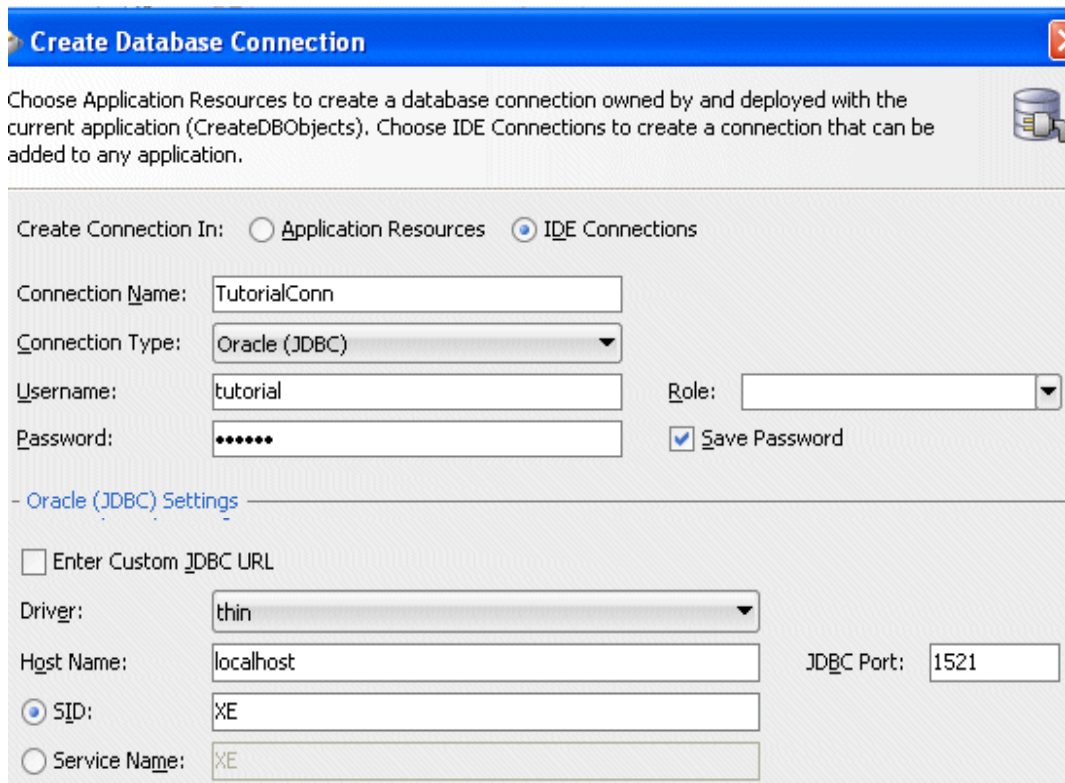 Create Database Connection
Choose Application Resources to create a database connection owned by and deployed with the
current application (CreateDBObjects). Choose IDE Connections to create a connection that can be
added to any application.
Create Connection In: Application Resources IDE Connections
Connection Name: TutorialConn
Connection Type: Oracle (JDBC)
Username: tutorial Role:
Password: •••••• Save Password
Oracle (JDBC) Settings
Enter Custom JDBC URL
Driver: thin
Host Name: localhost JDBC Port: 1521
SID: XE
Service Name: XE